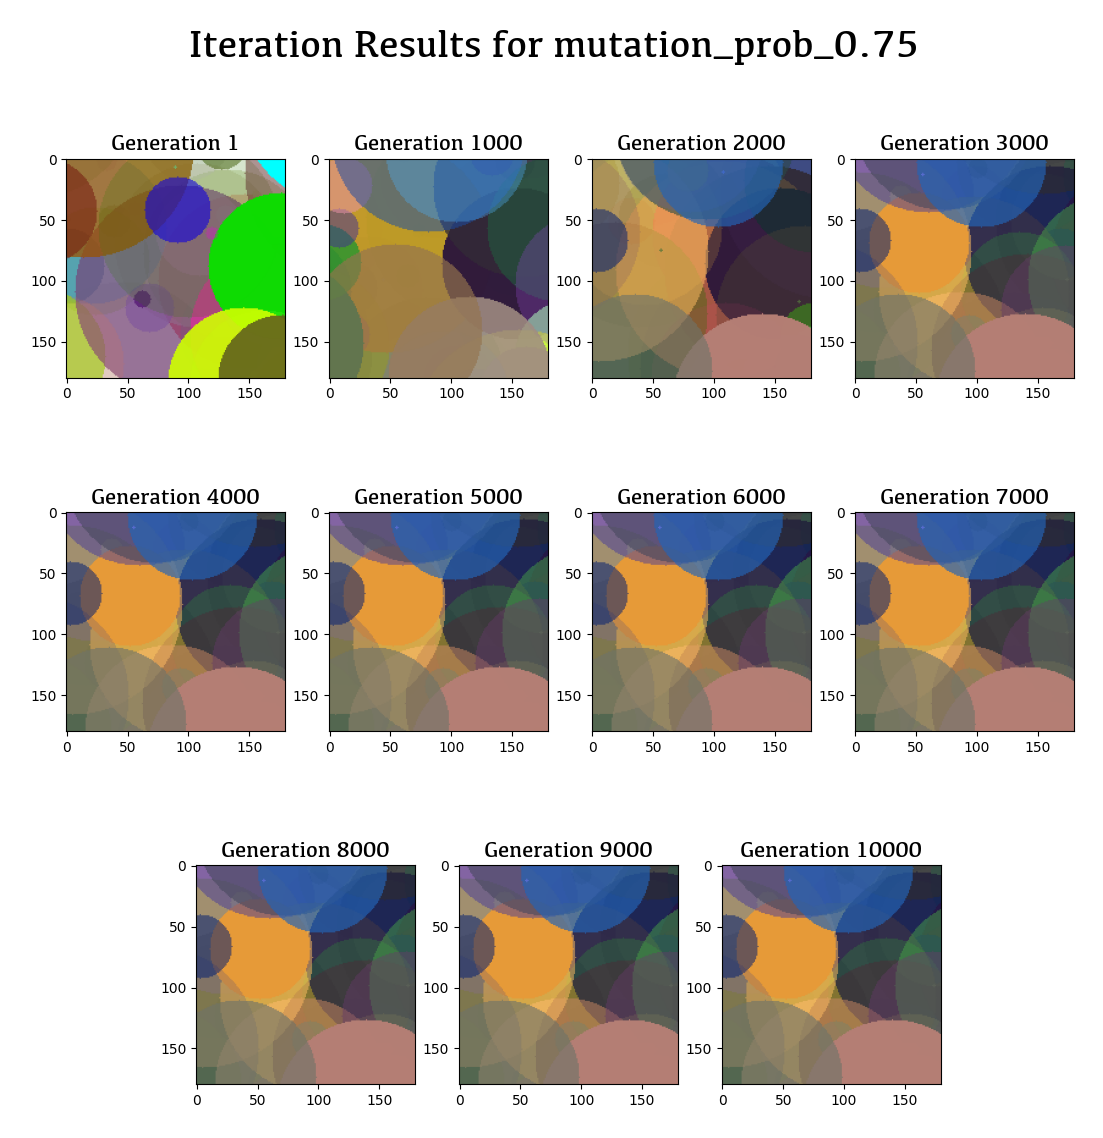 Iteration Results for mutation_prob_0.75
Generation 1 Generation 1000 Generation 2000 Generation 3000
0 0 0 0
50 50 50 50
100 100 100 100
150 150 150 150
0 50 100 150 0 50 100 150 0 50 100 150 0 50 100 150
Generation 4000 Generation 5000 Generation 6000 Generation 7000
0 0 0 0
50 50 50 50
100 100 100 100
150 150 150 150
0 50 100 150 0 50 100 150 0 50 100 150 0 50 100 150
Generation 8000 Generation 9000 Generation 10000
0 0 0
50 50 50
100 100 100
150 150 150
0 50 100 150 0 50 100 150 0 50 100 150